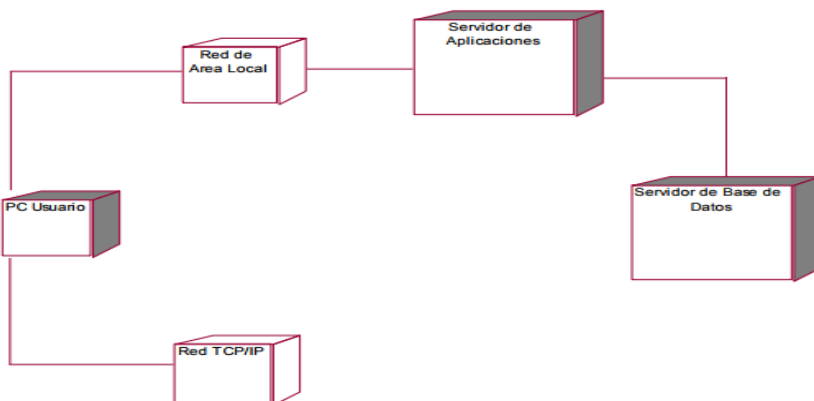 Servidor de
Aplicaciones
Red de
Area Local
Servidor de Base de
Datos
PC Usuario
Red TCP/IP